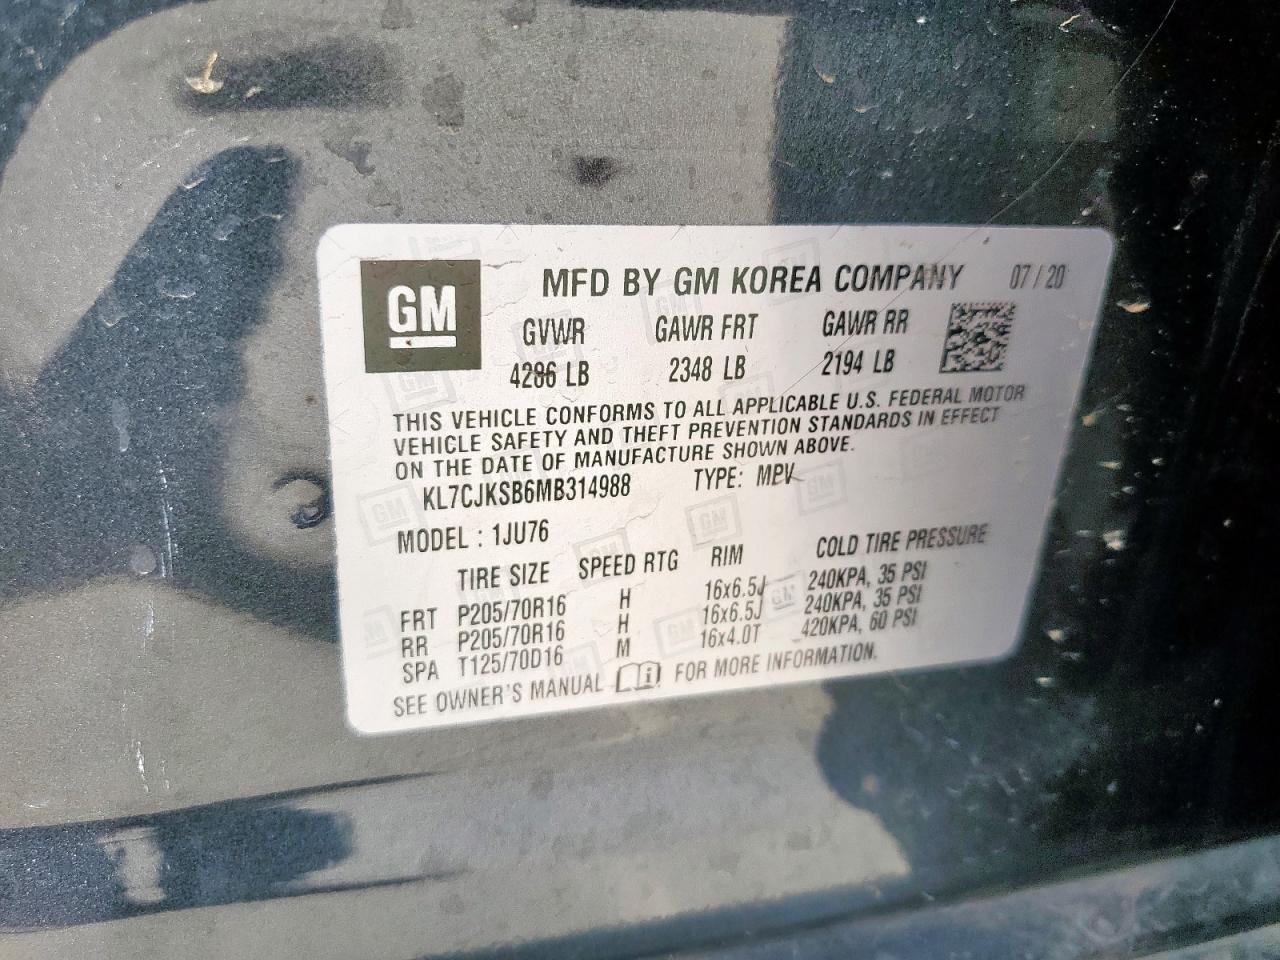 GM
MFD BY GM KOREA COMPANY 07 / 20
GVWR GAWR FRT GAWR RR
4286 LB 2348 LB 2194 LB
THIS VEHICLE CONFORMS TO ALL APPLICABLE U.S. FEDERAL MOTOR
VEHICLE SAFETY AND THEFT PREVENTION STANDARDS IN EFFECT
ON THE DATE OF MANUFACTURE SHOWN ABOVE.
KL7CJKSB6MB314988 TYPE: MPV
MODEL : 1JU76
TIRE SIZE SPEED RTG RIM COLD TIRE PRESSURE
FRT P205/70R16 H 16x6.5J 240KPA, 35 PSI
RR P205/70R16 H 16x6.5J 240KPA, 35 PSI
SPA T125/70D16 M 16x4.0T 420KPA, 60 PSI
SEE OWNER'S MANUAL FOR MORE INFORMATION.